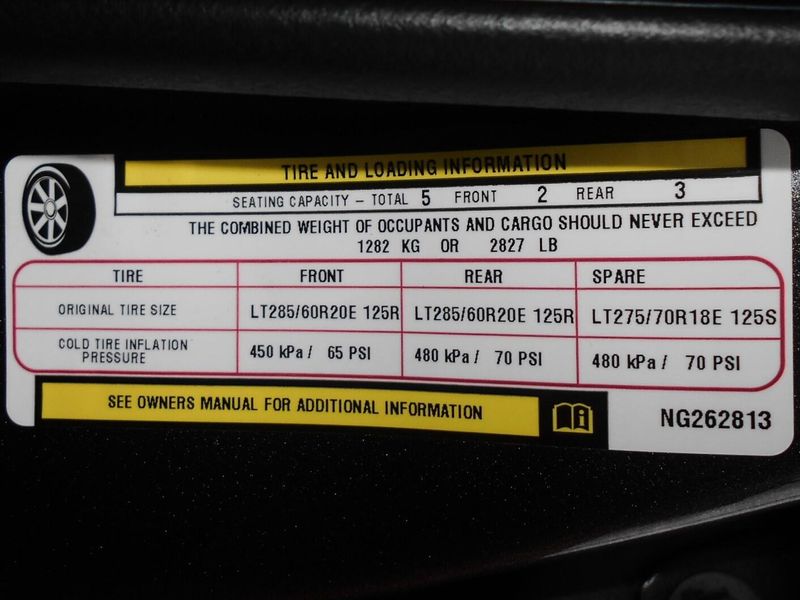 TIRE AND LOADING INFORMATION
SEATING CAPACITY – TOTAL 5 FRONT 2 REAR 3
THE COMBINED WEIGHT OF OCCUPANTS AND CARGO SHOULD NEVER EXCEED
1282 KG OR 2827 LB
TIRE FRONT REAR SPARE
ORIGINAL TIRE SIZE LT285/60R20E 125R LT285/60R20E 125R LT275/70R18E 125S
COLD TIRE INFLATION
PRESSURE 450 kPa / 65 PSI 480 kPa / 70 PSI 480 kPa / 70 PSI
SEE OWNERS MANUAL FOR ADDITIONAL INFORMATION
NG262813